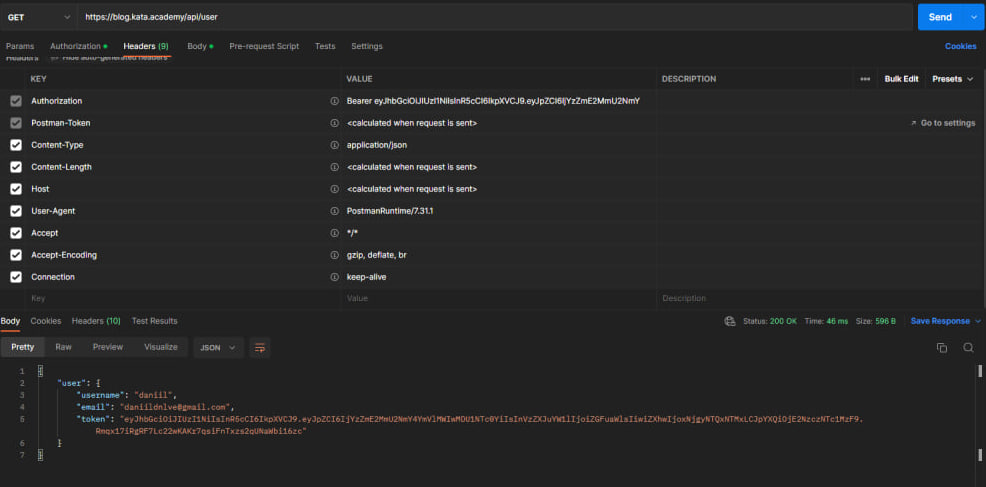 GET https://blog.kata.academy/api/user Send
Params Authorization Headers (9) Body Pre-request Script Tests Settings Cookies
Headers Hide auto-generated headers
KEY VALUE DESCRIPTION Bulk Edit Presets
Authorization Bearer eyJhbGciOiJIUzI1NiIsInR5cCI6IkpXVCJ9.eyJpZCI6IjYzZmE2MmU2NmY
Postman-Token <calculated when request is sent> Go to settings
Content-Type application/json
Content-Length <calculated when request is sent>
Host <calculated when request is sent>
User-Agent PostmanRuntime/7.31.1
Accept */*
Accept-Encoding gzip, deflate, br
Connection keep-alive
Key Value Description
Body Cookies Headers (10) Test Results Status: 200 OK Time: 46 ms Size: 596 B Save Response
Pretty Raw Preview Visualize JSON
1 {
2 "user": {
3 "username": "daniil",
4 "email": "daniildnlve@gmail.com",
5 "token": "eyJhbGciOiJIUzI1NiIsInR5cCI6IkpXVCJ9.eyJpZCI6IjYzZmE2MmU2NmY4YmVlMWIwMDU1NTc0YiIsInVzZXJuYW1lIjoiZGFuaWlsIiwiZXhwIjoxNjgyNTQxNTMxLCJpYXQiOjE2NzczNTc1MzF9.
Rmqx17iRgRF7Lc22wKAKr7qsiFnTxzs2qUNaWbi16zc"
6 }
7 }